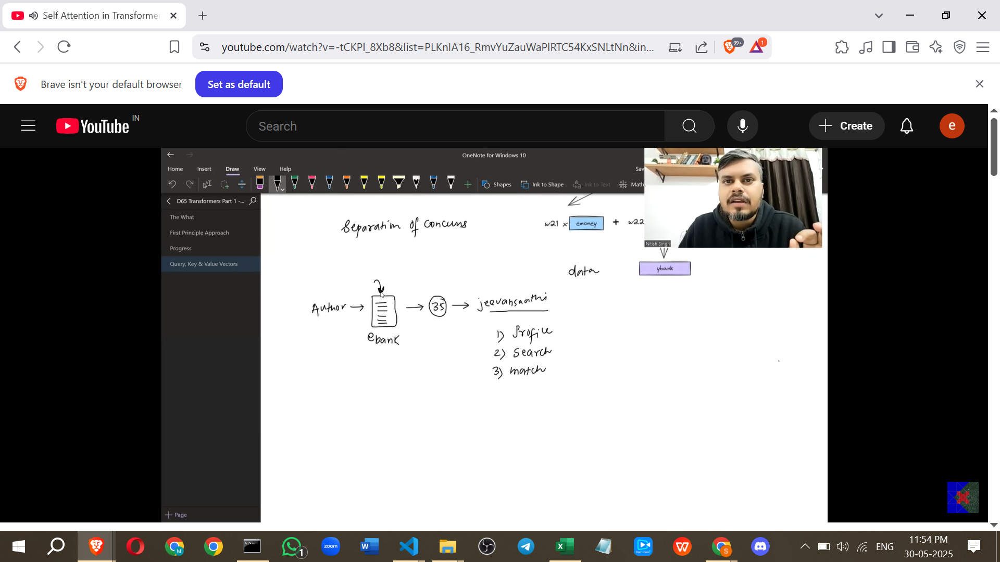 Self Attention in Transforme
youtube.com/watch?v=-tCKPl_8Xb8&list=PLKnIA16_RmvYuZauWaPlRTC54KxSNLtNn&in...
99+
1
Brave isn't your default browser
Set as default
YouTube IN
Search
Create
e
OneNote for Windows 10
Home Insert Draw View Help
Sav
Shapes Ink to Shape Ink to Text Math
D65 Transformers Part 1 -...
The What
First Principle Approach
Progress
Query, Key & Value Vectors
Page
Separation of concerns
w21 x emoney + w22
Nitish Singh
data
ybank
Author → → 35 → jeevansaathi
ebank
1) Profile
2) Search
3) match
M
1
zoom
W
S
ENG
11:54 PM
30-05-2025